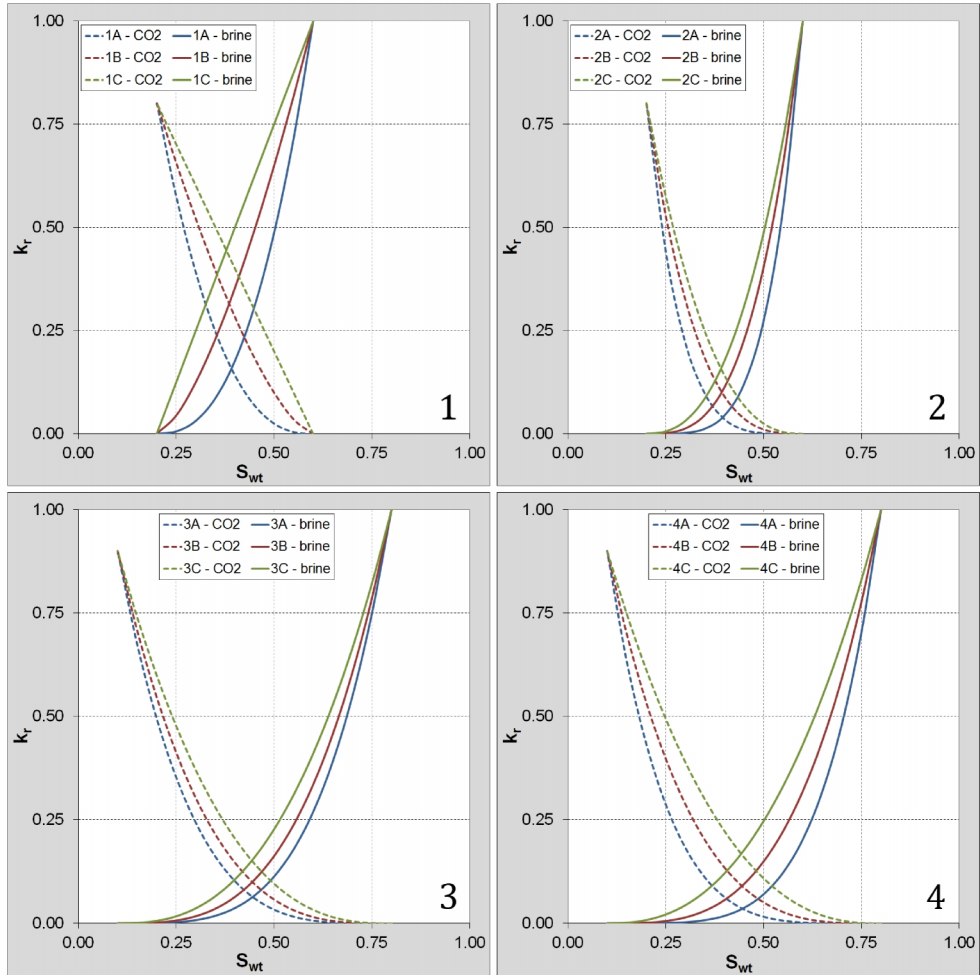 1.00
1A - CO2 1A - brine
1B - CO2 1B - brine
1C - CO2 1C - brine
0.75
kr
0.50
0.25
1
0.00
0.00 0.25 0.50 0.75 1.00
Swt
1.00
2A - CO2 2A - brine
2B - CO2 2B - brine
2C - CO2 2C - brine
0.75
kr
0.50
0.25
2
0.00
0.00 0.25 0.50 0.75 1.00
Swt
1.00
3A - CO2 3A - brine
3B - CO2 3B - brine
3C - CO2 3C - brine
0.75
kr
0.50
0.25
3
0.00
0.00 0.25 0.50 0.75 1.00
Swt
1.00
4A - CO2 4A - brine
4B - CO2 4B - brine
4C - CO2 4C - brine
0.75
kr
0.50
0.25
4
0.00
0.00 0.25 0.50 0.75 1.00
Swt